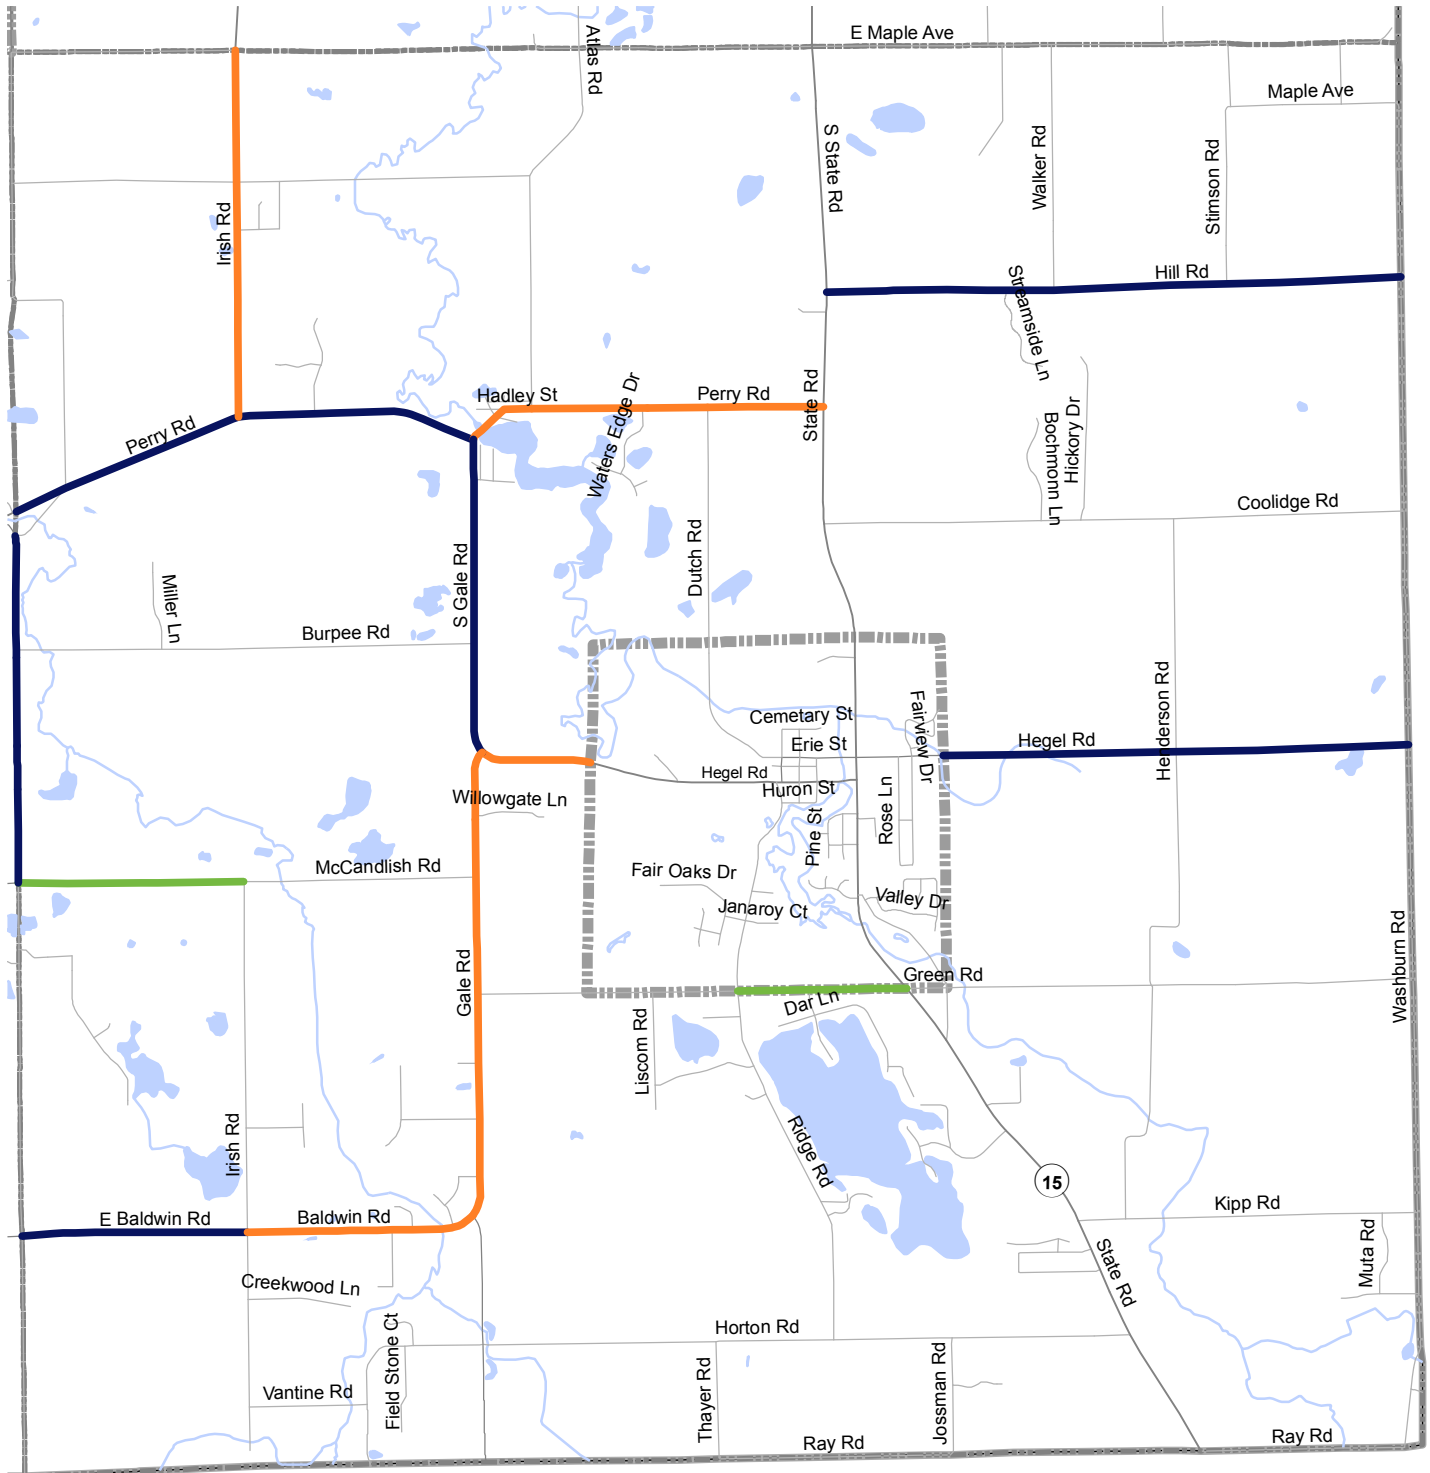 E Maple Ave
Atlas Rd
Maple Ave
S State Rd
Walker Rd
Stimson Rd
Irish Rd
Hill Rd
Streamside Ln
Hadley St
Waters Edge Dr
Perry Rd
State Rd
Perry Rd
Bochmonn Ln
Hickory Dr
Coolidge Rd
S Gale Rd
Dutch Rd
Miller Ln
Burpee Rd
Cemetary St
Fairview Dr
Henderson Rd
Erie St
Hegel Rd
Hegel Rd
Huron St
Willowgate Ln
Pine St
Rose Ln
McCandlish Rd
Fair Oaks Dr
Valley Dr
Janaroy Ct
Gale Rd
Green Rd
Washburn Rd
Dar Ln
Liscom Rd
Irish Rd
Ridge Rd
15
E Baldwin Rd
Baldwin Rd
Kipp Rd
State Rd
Muta Rd
Creekwood Ln
Field Stone Ct
Horton Rd
Vantine Rd
Thayer Rd
Jossman Rd
Ray Rd
Ray Rd